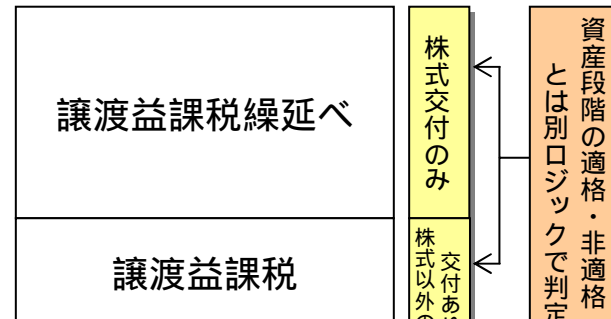 譲渡益課税繰延べ
株式交付のみ
資産段階の適格・非適格
とは別ロジックで判定
譲渡益課税
株式以外の
交付あ